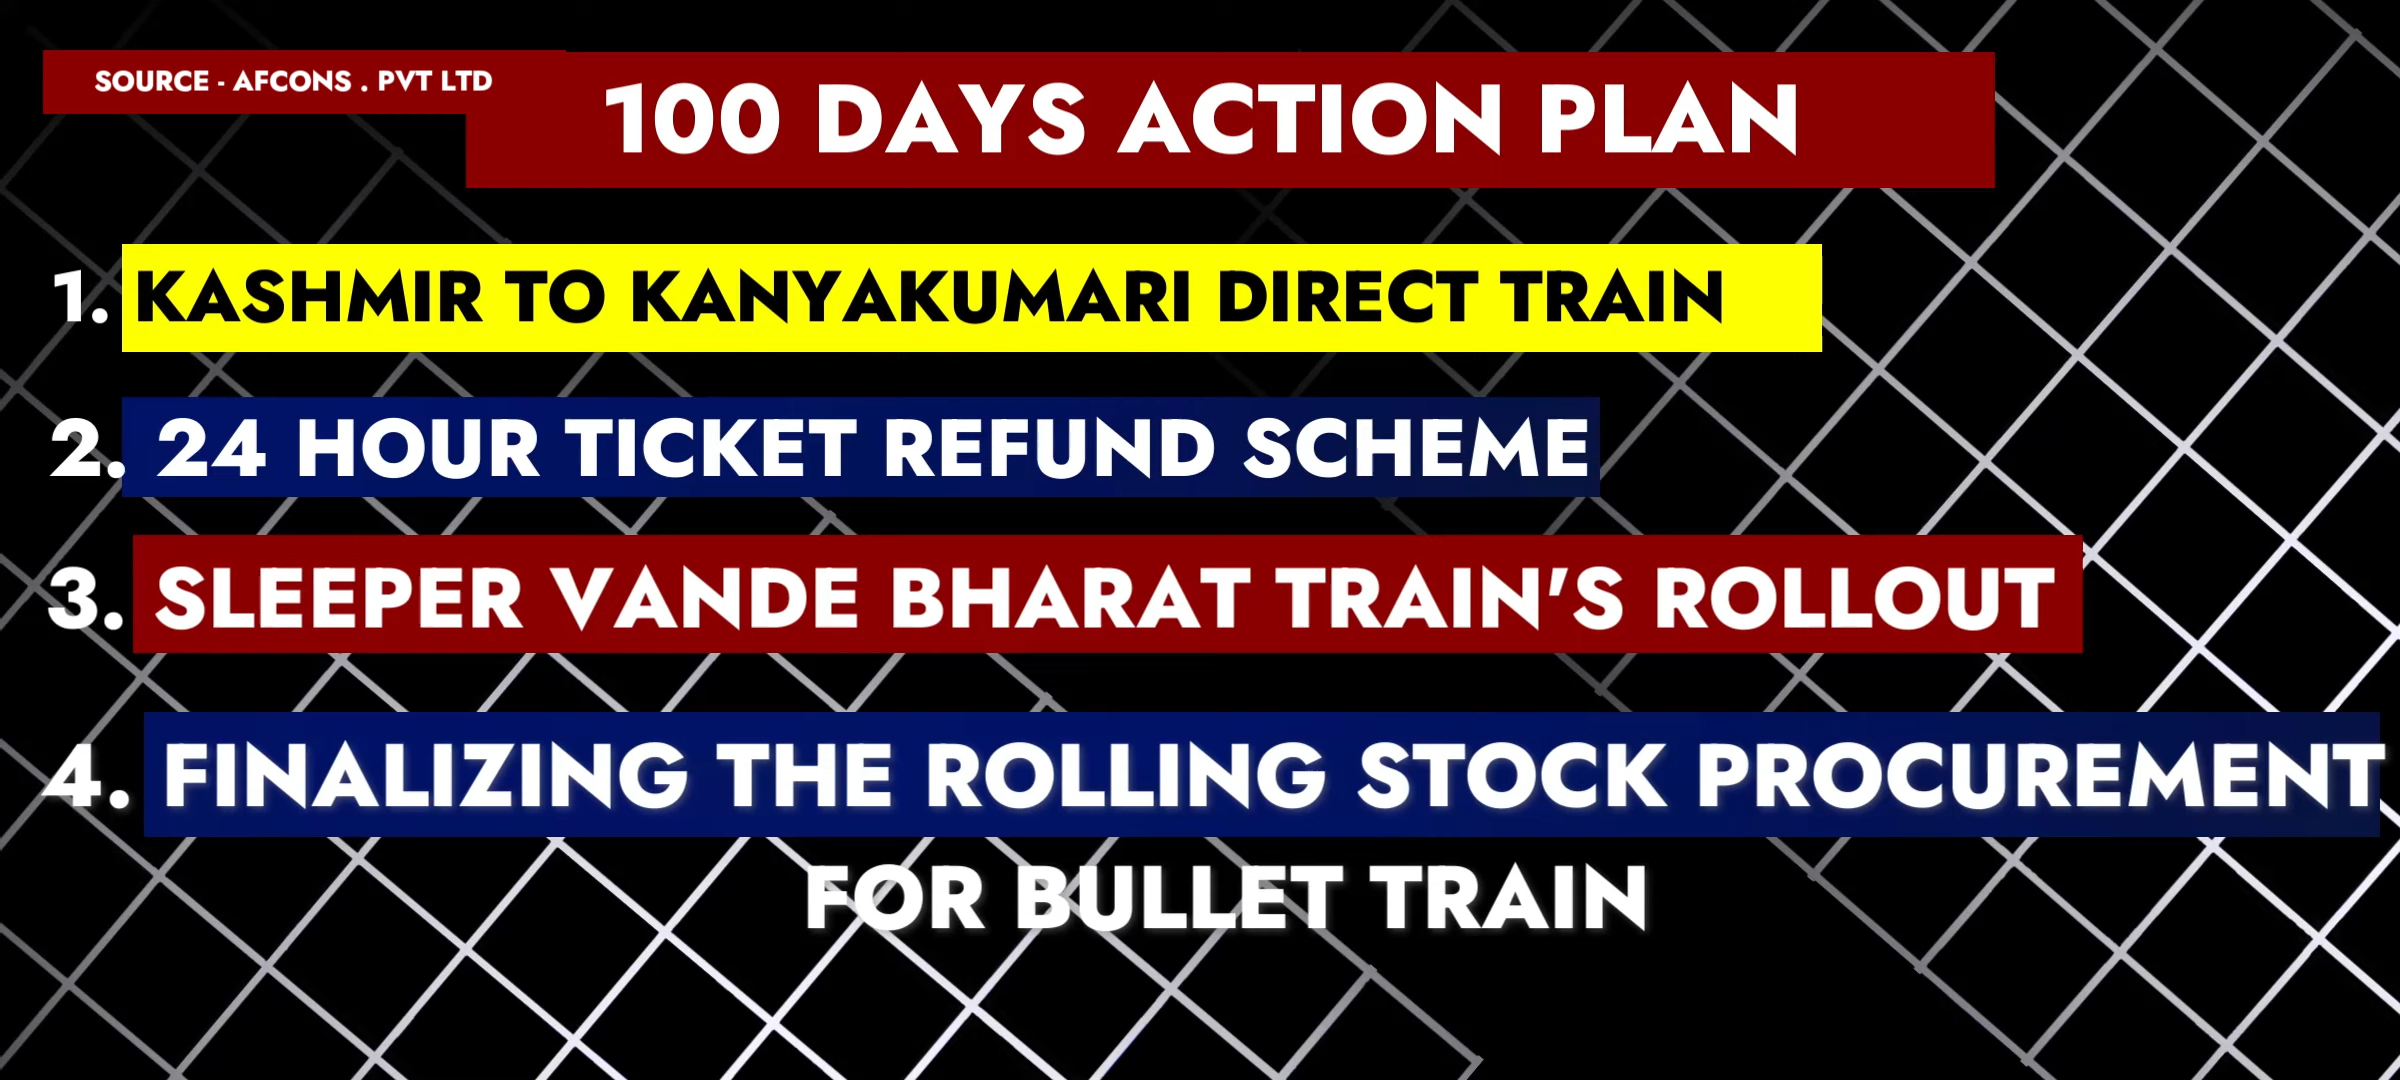 SOURCE - AFCONS . PVT LTD
100 DAYS ACTION PLAN
1. KASHMIR TO KANYAKUMARI DIRECT TRAIN
2. 24 HOUR TICKET REFUND SCHEME
3. SLEEPER VANDE BHARAT TRAIN'S ROLLOUT
4. FINALIZING THE ROLLING STOCK PROCUREMENT
FOR BULLET TRAIN